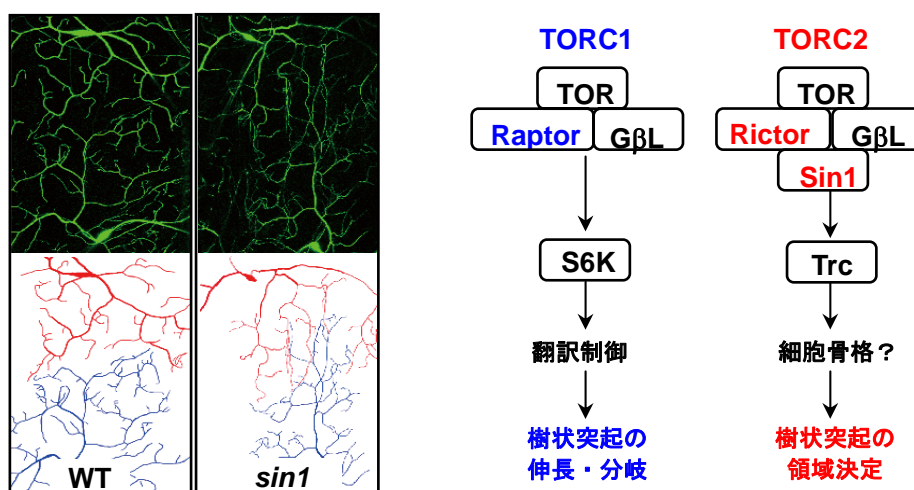 WT
sin1
TORC1
TOR
Raptor
GβL
S6K
翻訳制御
樹状突起の
伸長・分岐
TORC2
TOR
Rictor
GβL
Sin1
Trc
細胞骨格？
樹状突起の
領域決定